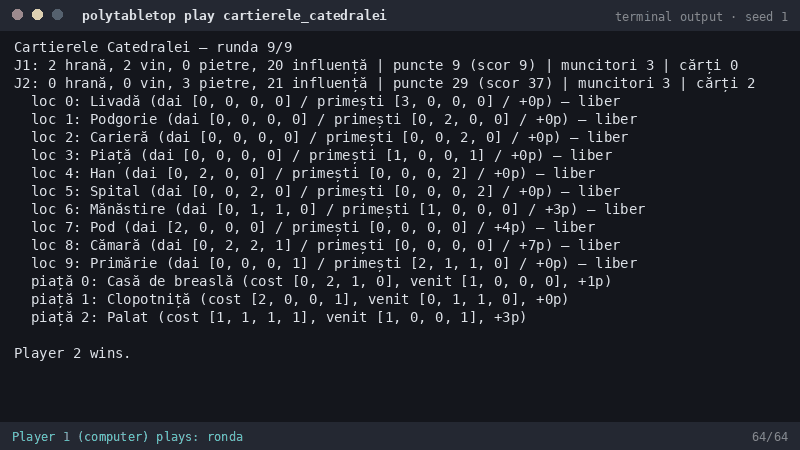 polytabletop play cartierele_catedralei
terminal output · seed 1
Cartierele Catedralei — runda 9/9
J1: 2 hrană, 2 vin, 0 pietre, 20 influență | puncte 9 (scor 9) | muncitori 3 | cărți 0
J2: 0 hrană, 0 vin, 3 pietre, 21 influență | puncte 29 (scor 37) | muncitori 3 | cărți 2
loc 0: Livadă (dai [0, 0, 0, 0] / primești [3, 0, 0, 0] / +0p) — liber
loc 1: Podgorie (dai [0, 0, 0, 0] / primești [0, 2, 0, 0] / +0p) — liber
loc 2: Carieră (dai [0, 0, 0, 0] / primești [0, 0, 2, 0] / +0p) — liber
loc 3: Piață (dai [0, 0, 0, 0] / primești [1, 0, 0, 1] / +0p) — liber
loc 4: Han (dai [0, 2, 0, 0] / primești [0, 0, 0, 2] / +0p) — liber
loc 5: Spital (dai [0, 0, 2, 0] / primești [0, 0, 0, 2] / +0p) — liber
loc 6: Mănăstire (dai [0, 1, 1, 0] / primești [1, 0, 0, 0] / +3p) — liber
loc 7: Pod (dai [2, 0, 0, 0] / primești [0, 0, 0, 0] / +4p) — liber
loc 8: Cămară (dai [0, 2, 2, 1] / primești [0, 0, 0, 0] / +7p) — liber
loc 9: Primărie (dai [0, 0, 0, 1] / primești [2, 1, 1, 0] / +0p) — liber
piață 0: Casă de breaslă (cost [0, 2, 1, 0], venit [1, 0, 0, 0], +1p)
piață 1: Clopotniță (cost [2, 0, 0, 1], venit [0, 1, 1, 0], +0p)
piață 2: Palat (cost [1, 1, 1, 1], venit [1, 0, 0, 1], +3p)
Player 2 wins.
Player 1 (computer) plays: ronda
64/64